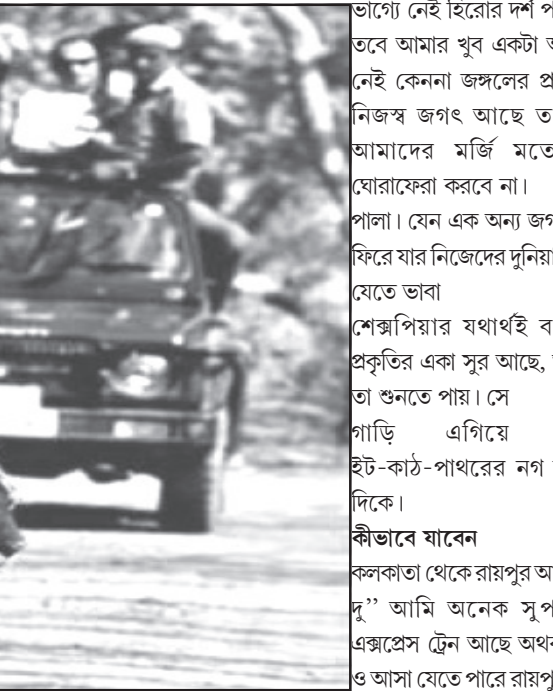 ভাগ্যে নেই হিরোর দর্শ প
তবে আমার খুব একটা
নেই কেননা জঙ্গলের প্র
নিজস্ব জগৎ আছে ত
আমাদের মর্জি মতে
ঘোরাফেরা করবে না।
পালা। যেন এক অন্য জগ
ফিরে যার নিজেদের দুনিয়া
যেতে ভাবা
শেক্সপিয়ার যথার্থই ব
প্রকৃতির একা সুর আছে,
তা শুনতে পায়। সে
গাড়ি এগিয়ে
ইট-কাঠ-পাথরের নগ
দিকে।
কীভাবে যাবেন
কলকাতা থেকে রায়পুর আ
দু’’ আমি অনেক সুপ
এক্সপ্রেস ট্রেন আছে অথব
ও আসা যেতে পারে রায়পু